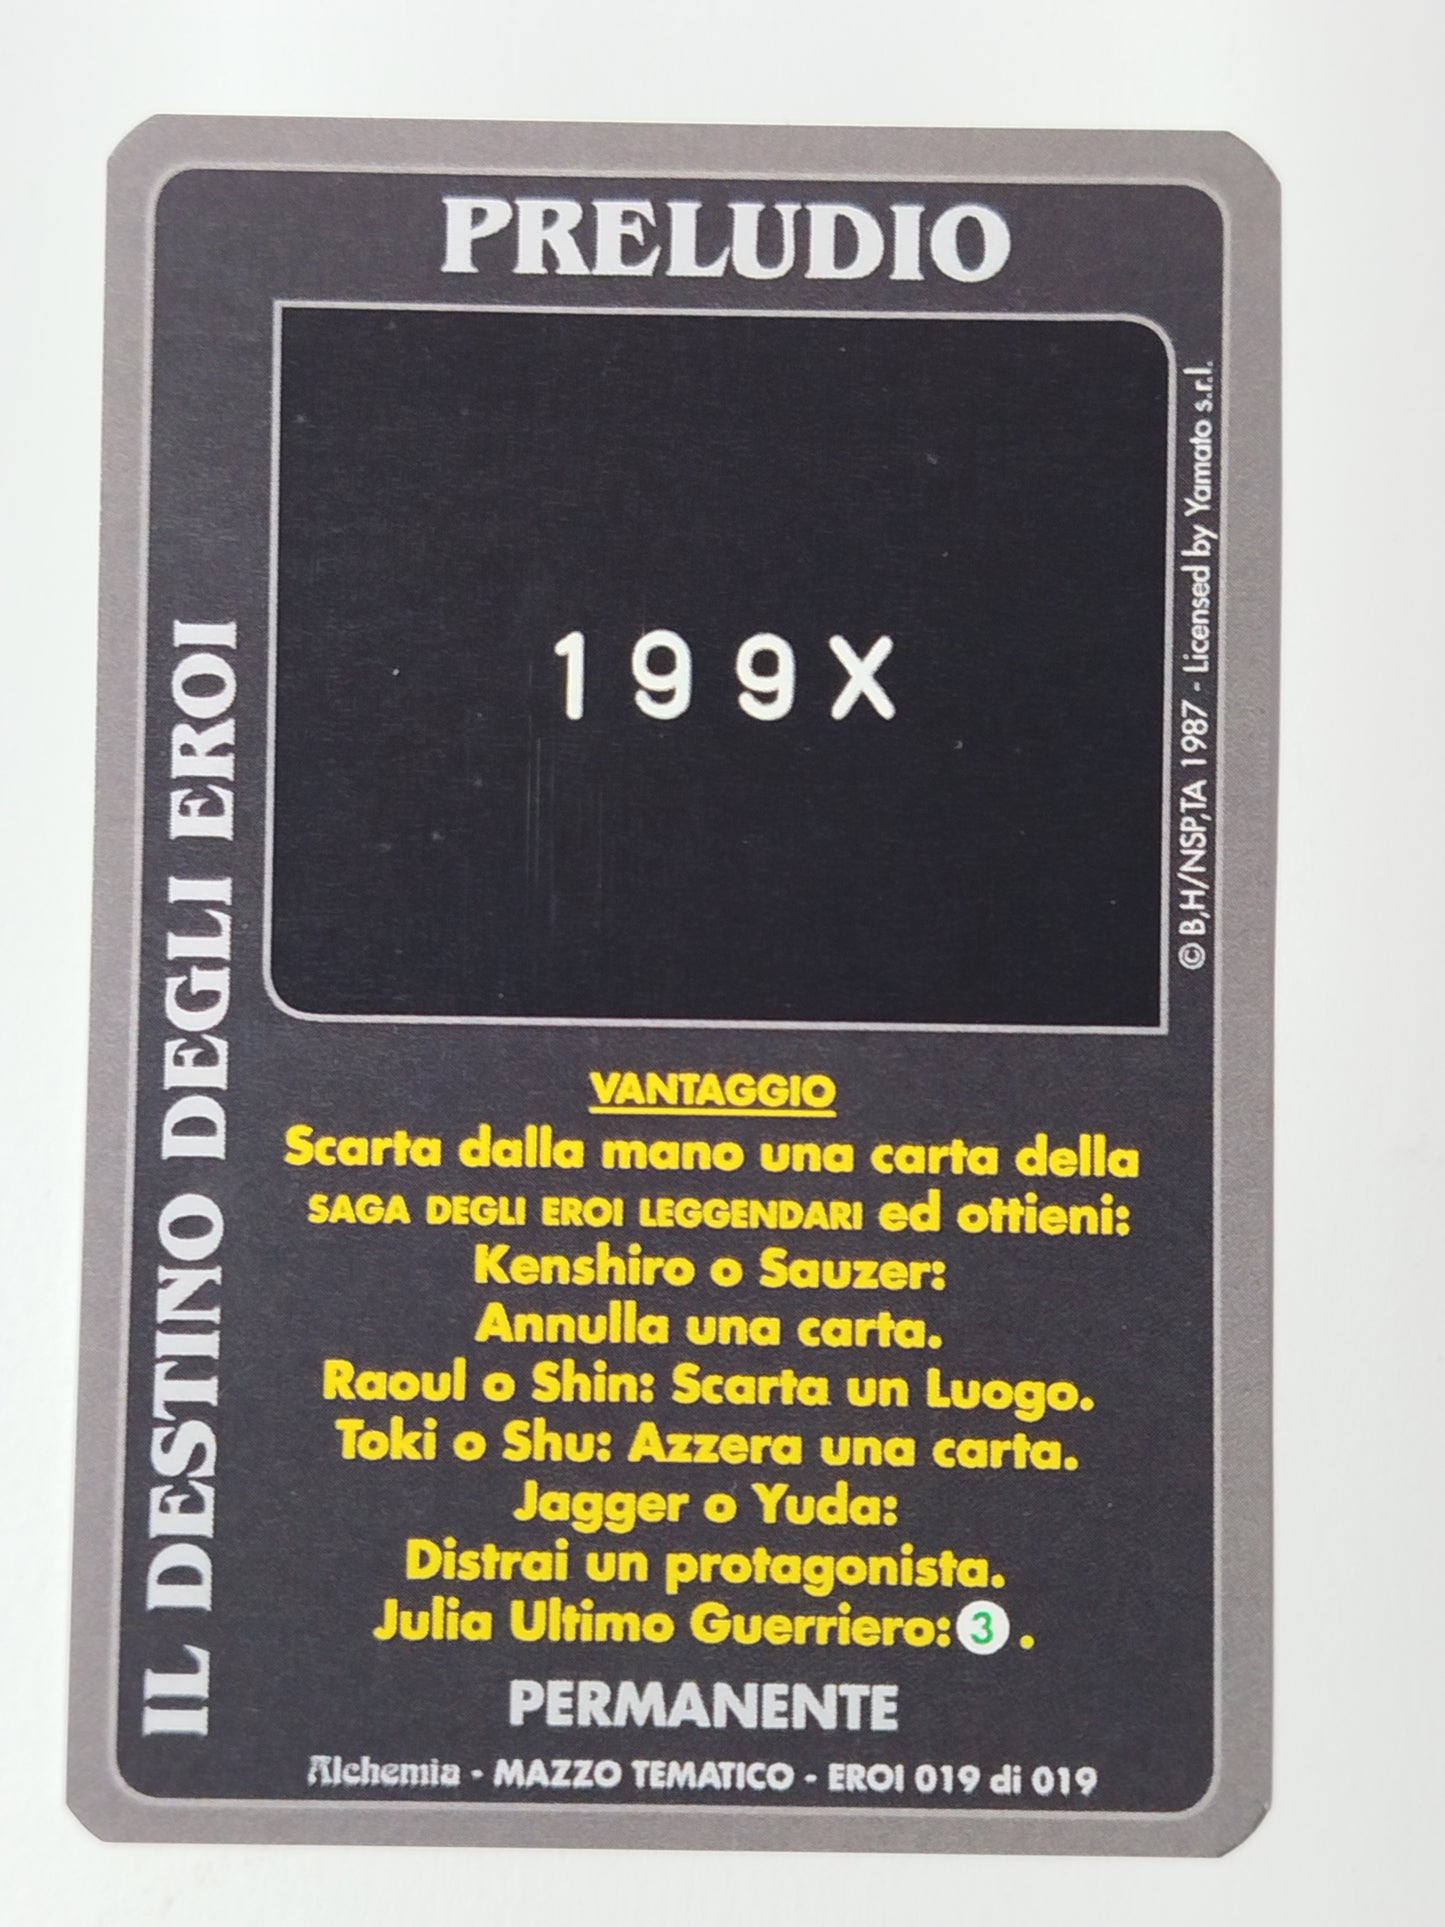 PRELUDIO
IL DESTINO DEGLI EROI
199X
© B,H/NSP,TA 1987 - Licensed by Yamato s.r.l.
VANTAGGIO
Scarta dalla mano una carta della
SAGA DEGLI EROI LEGGENDARI ed ottieni:
Kenshiro o Sauzer:
Annulla una carta.
Raoul o Shin: Scarta un Luogo.
Toki o Shu: Azzera una carta.
Jagger o Yuda:
Distrai un protagonista.
Julia Ultimo Guerriero: 3 .
PERMANENTE
Alchemia - MAZZO TEMATICO - EROI 019 di 019